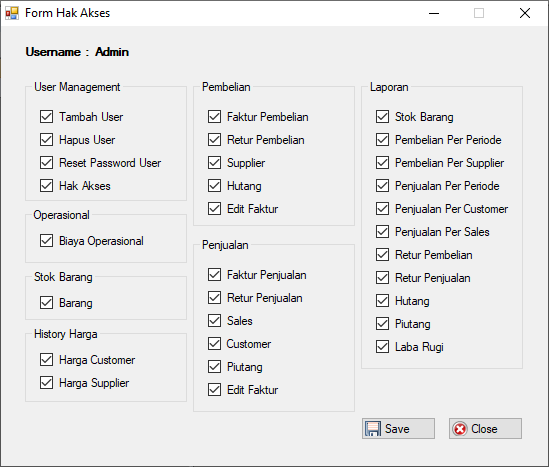 Form Hak Akses
Username : Admin
User Management
Tambah User
Hapus User
Reset Password User
Hak Akses
Operasional
Biaya Operasional
Stok Barang
Barang
History Harga
Harga Customer
Harga Supplier
Pembelian
Faktur Pembelian
Retur Pembelian
Supplier
Hutang
Edit Faktur
Penjualan
Faktur Penjualan
Retur Penjualan
Sales
Customer
Piutang
Edit Faktur
Laporan
Stok Barang
Pembelian Per Periode
Pembelian Per Supplier
Penjualan Per Periode
Penjualan Per Customer
Penjualan Per Sales
Retur Pembelian
Retur Penjualan
Hutang
Piutang
Laba Rugi
Save
Close